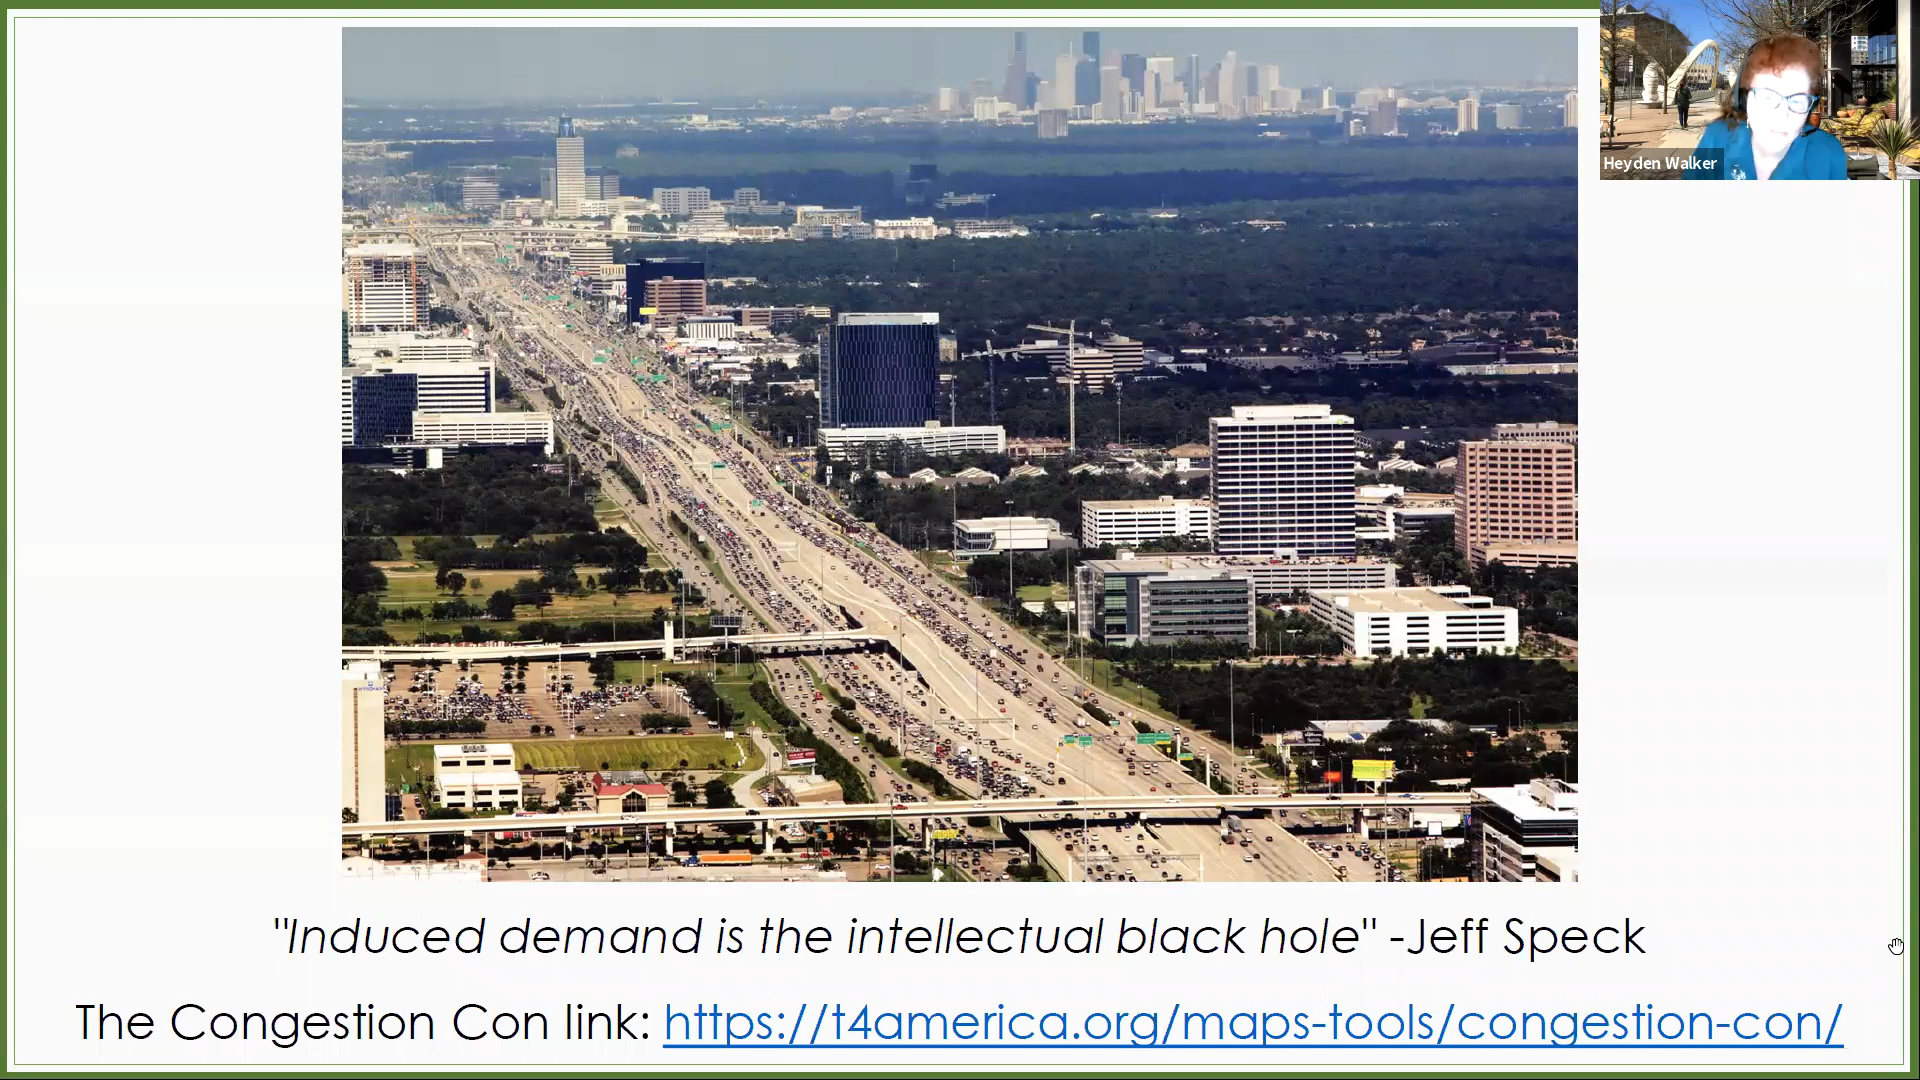 Heyden Walker
"Induced demand is the intellectual black hole" -Jeff Speck
The Congestion Con link: https://t4america.org/maps-tools/congestion-con/